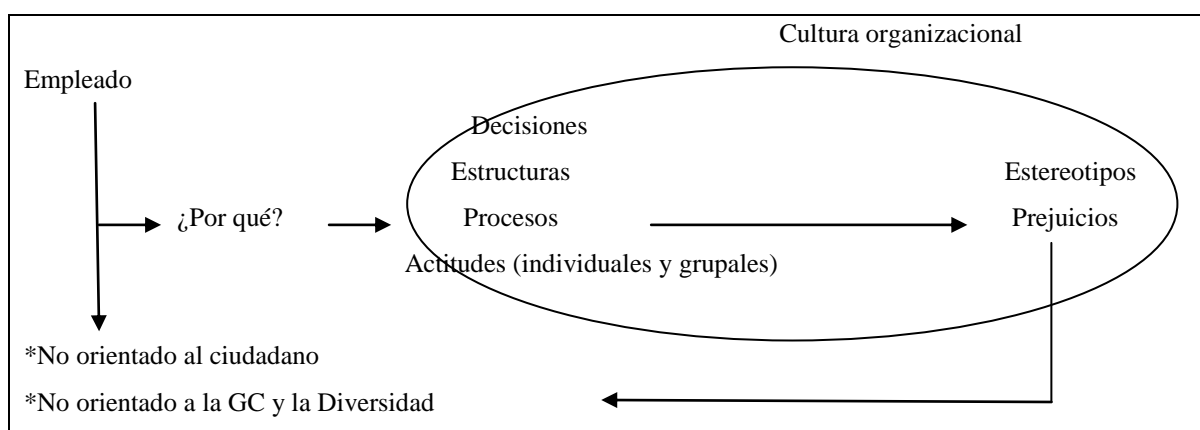 Cultura organizacional
Empleado
Decisiones
Estructuras
Estereotipos
¿Por qué?
Procesos
Prejuicios
Actitudes (individuales y grupales)
*No orientado al ciudadano
*No orientado a la GC y la Diversidad